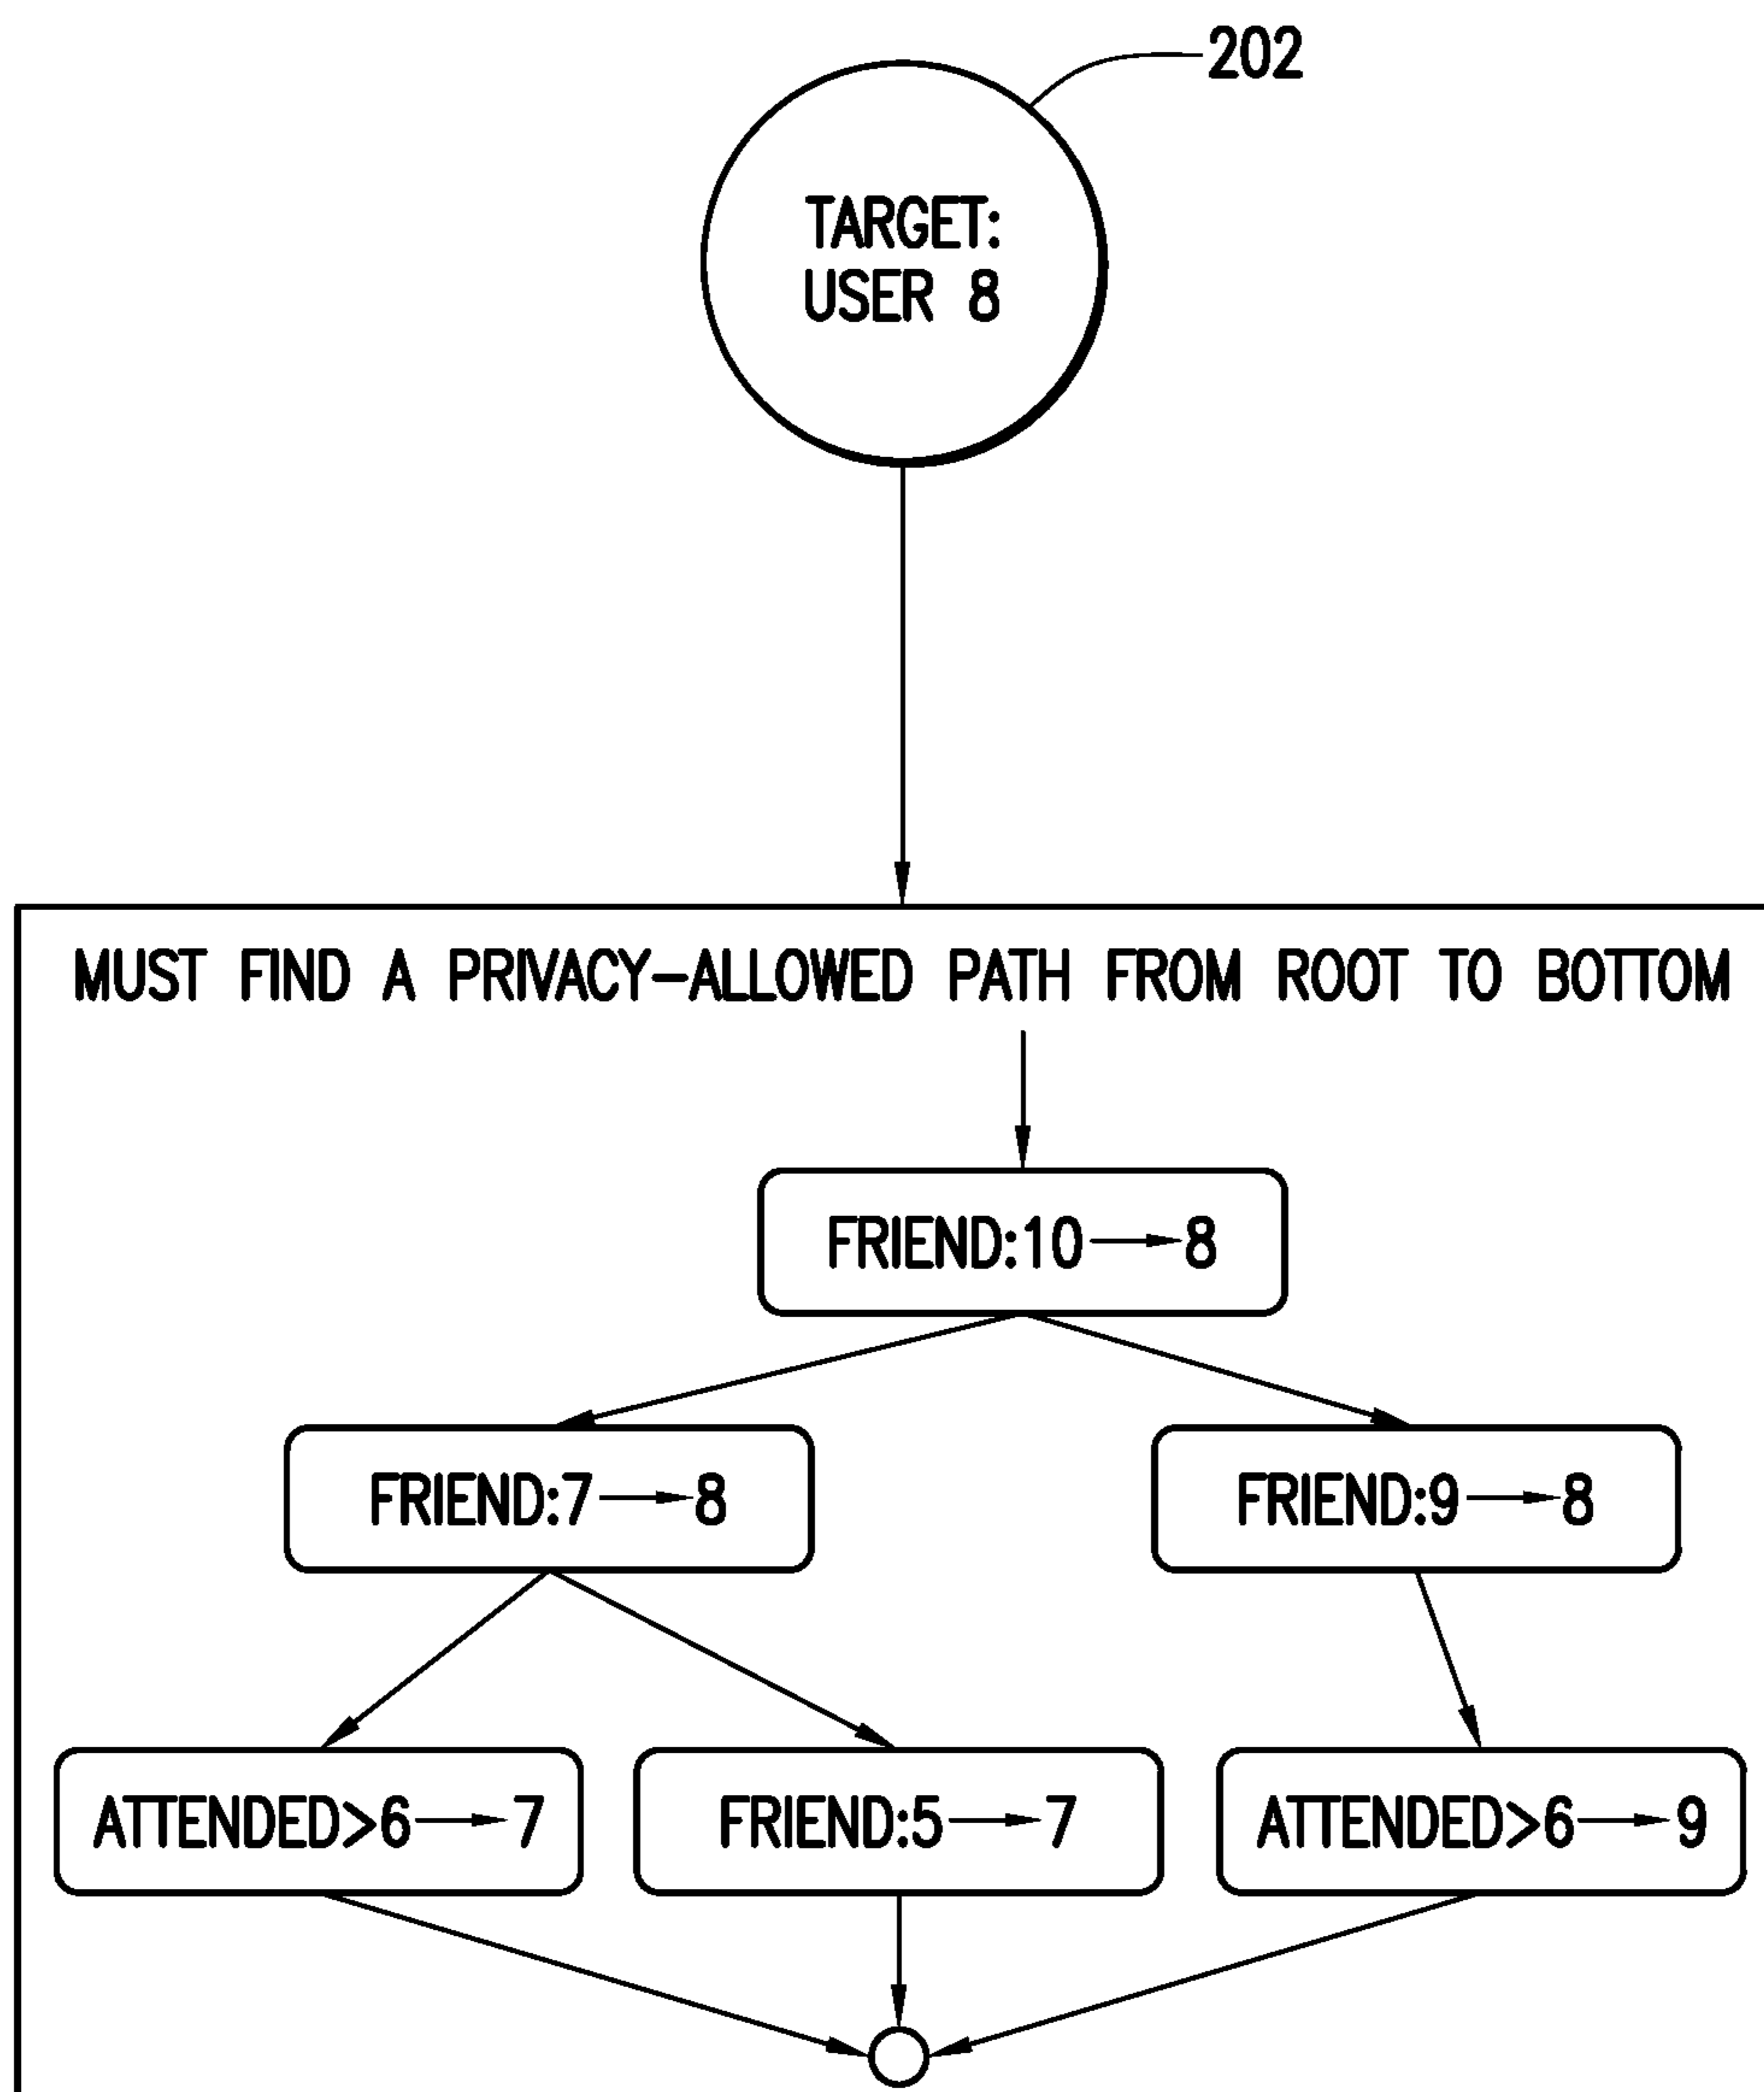 202
TARGET:
USER 8
MUST FIND A PRIVACY-ALLOWED PATH FROM ROOT TO BOTTOM
FRIEND:10→8
FRIEND:7→8
FRIEND:9→8
ATTENDED>6→7
FRIEND:5→7
ATTENDED>6→9